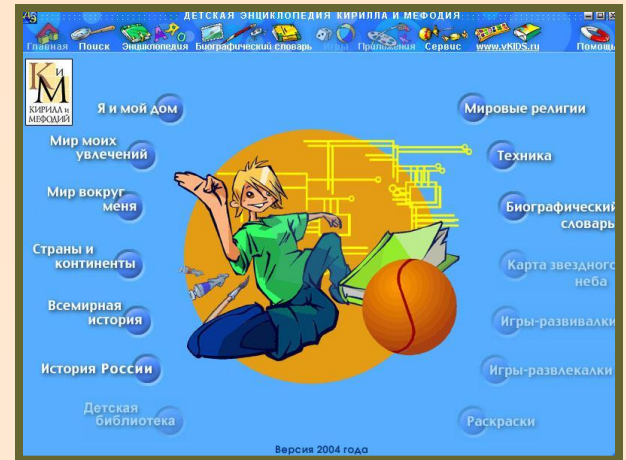 ДЕТСКАЯ ЭНЦИКЛОПЕДИЯ КИРИЛЛА И МЕФОДИЯ
Главная Поиск Энциклопедия Биографический словарь Игры Приложения Сервис www.vKIDS.ru Помощь
К и М
КИРИЛЛ и
МЕФОДИЙ
Я и мой дом
Мир моих
увлечений
Мир вокруг
меня
Страны и
континенты
Всемирная
история
История России
Детская
библиотека
Мировые религии
Техника
Биографический
словарь
Карта звездного
неба
Игры-развивалки
Игры-развлекалки
Раскраски
Версия 2004 года